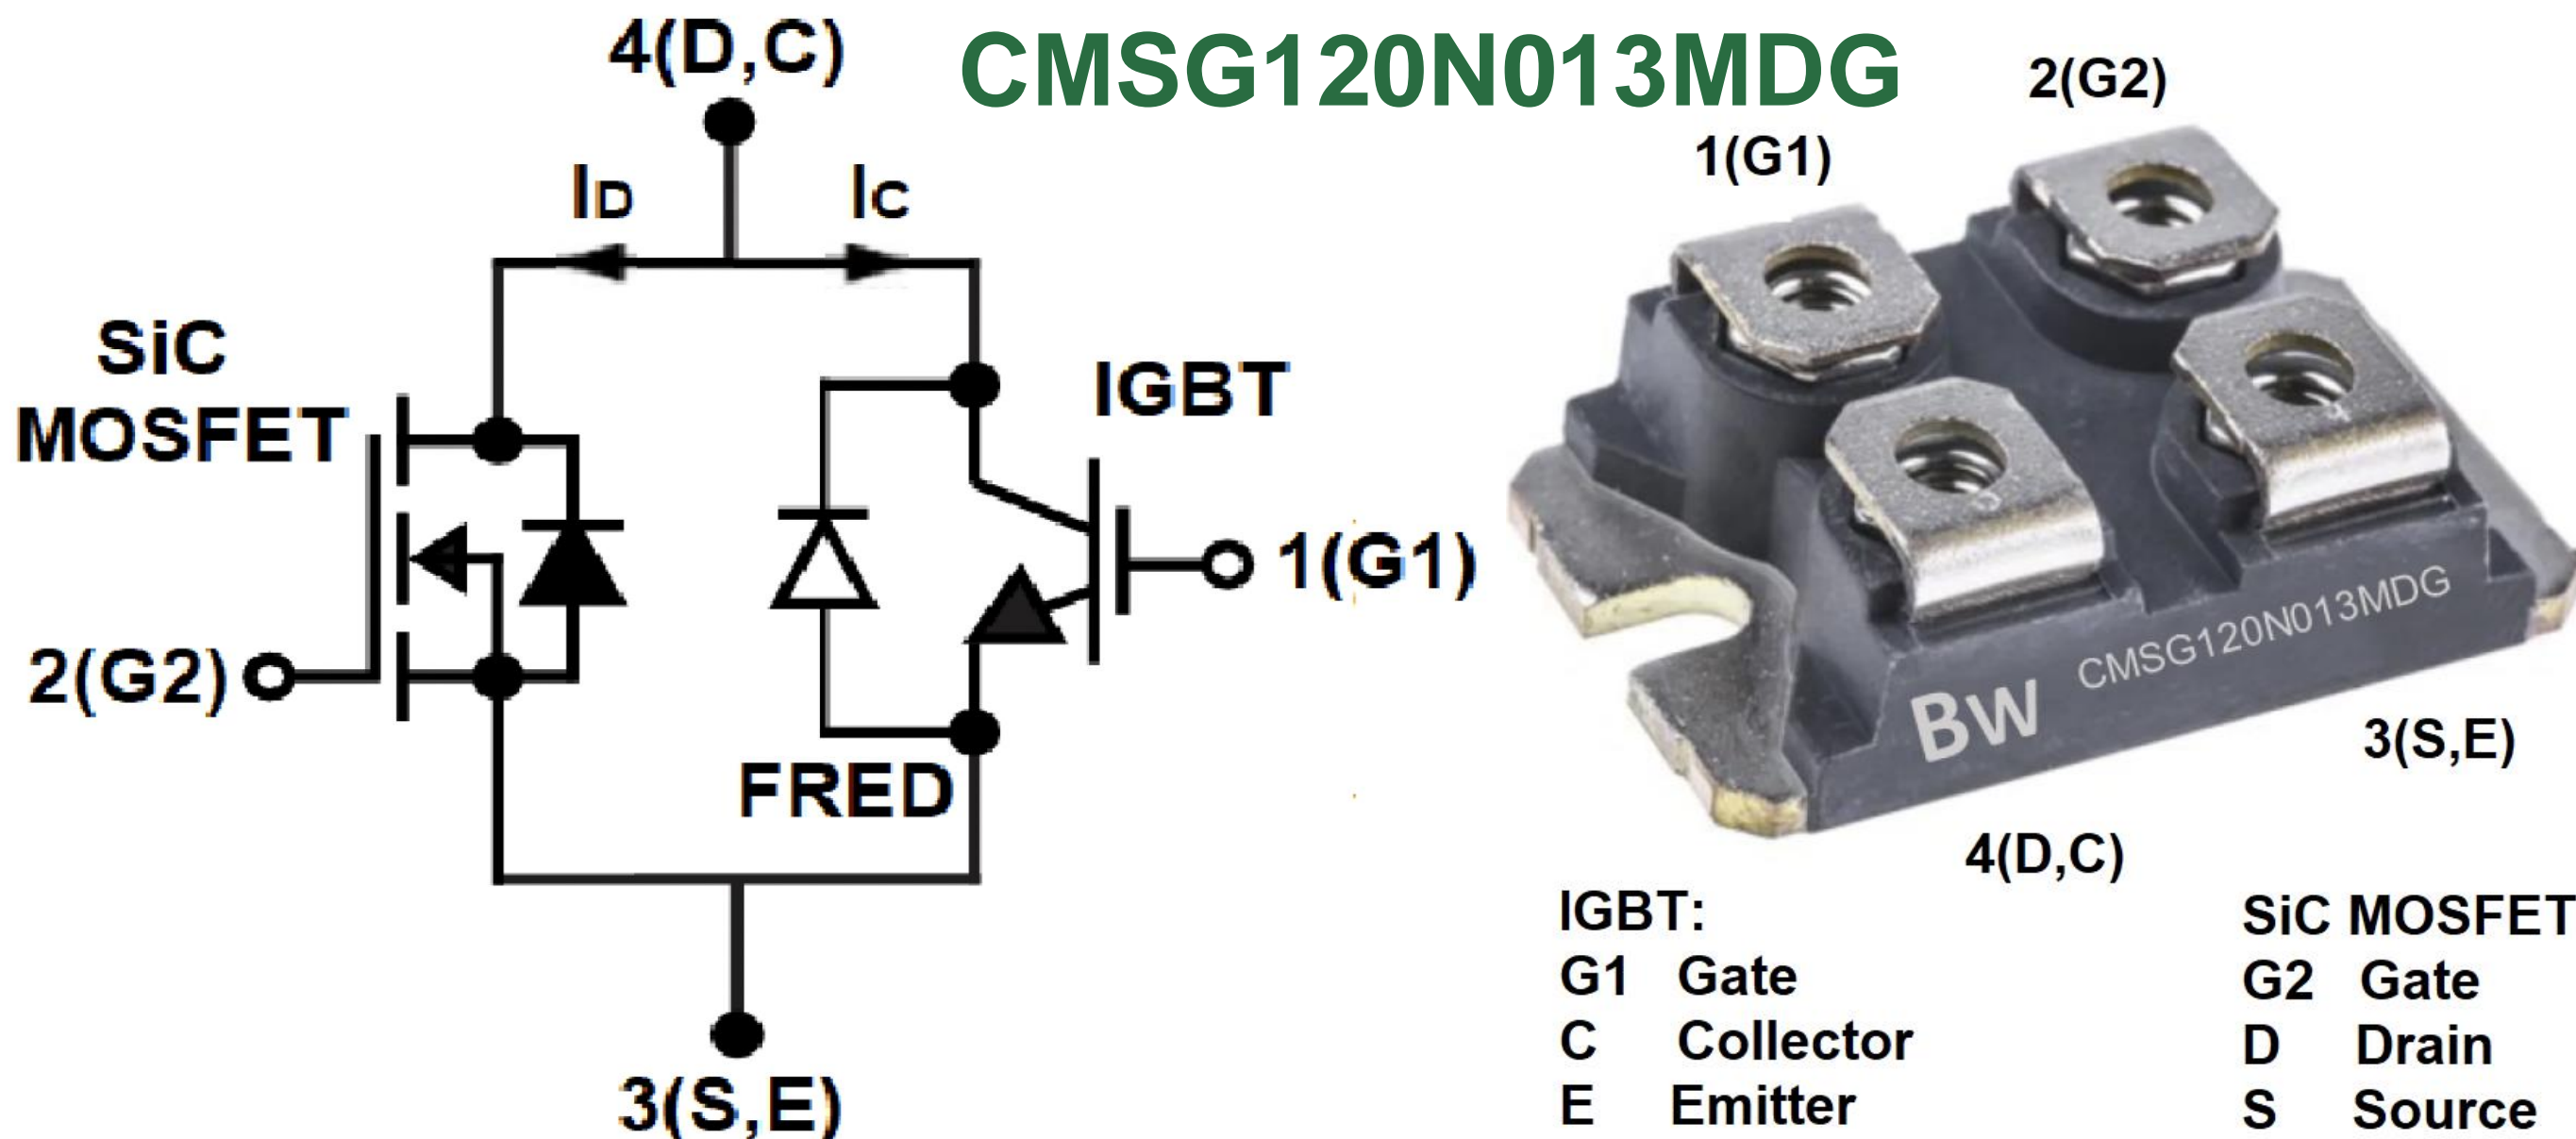 4(D,C)
CMSG120N013MDG
ID
IC
SiC
MOSFET
IGBT
2(G2)
1(G1)
FRED
3(S,E)
1(G1)
2(G2)
BW
CMSG120N013MDG
3(S,E)
4(D,C)
IGBT:
G1 Gate
C Collector
E Emitter
SiC MOSFET
G2 Gate
D Drain
S Source